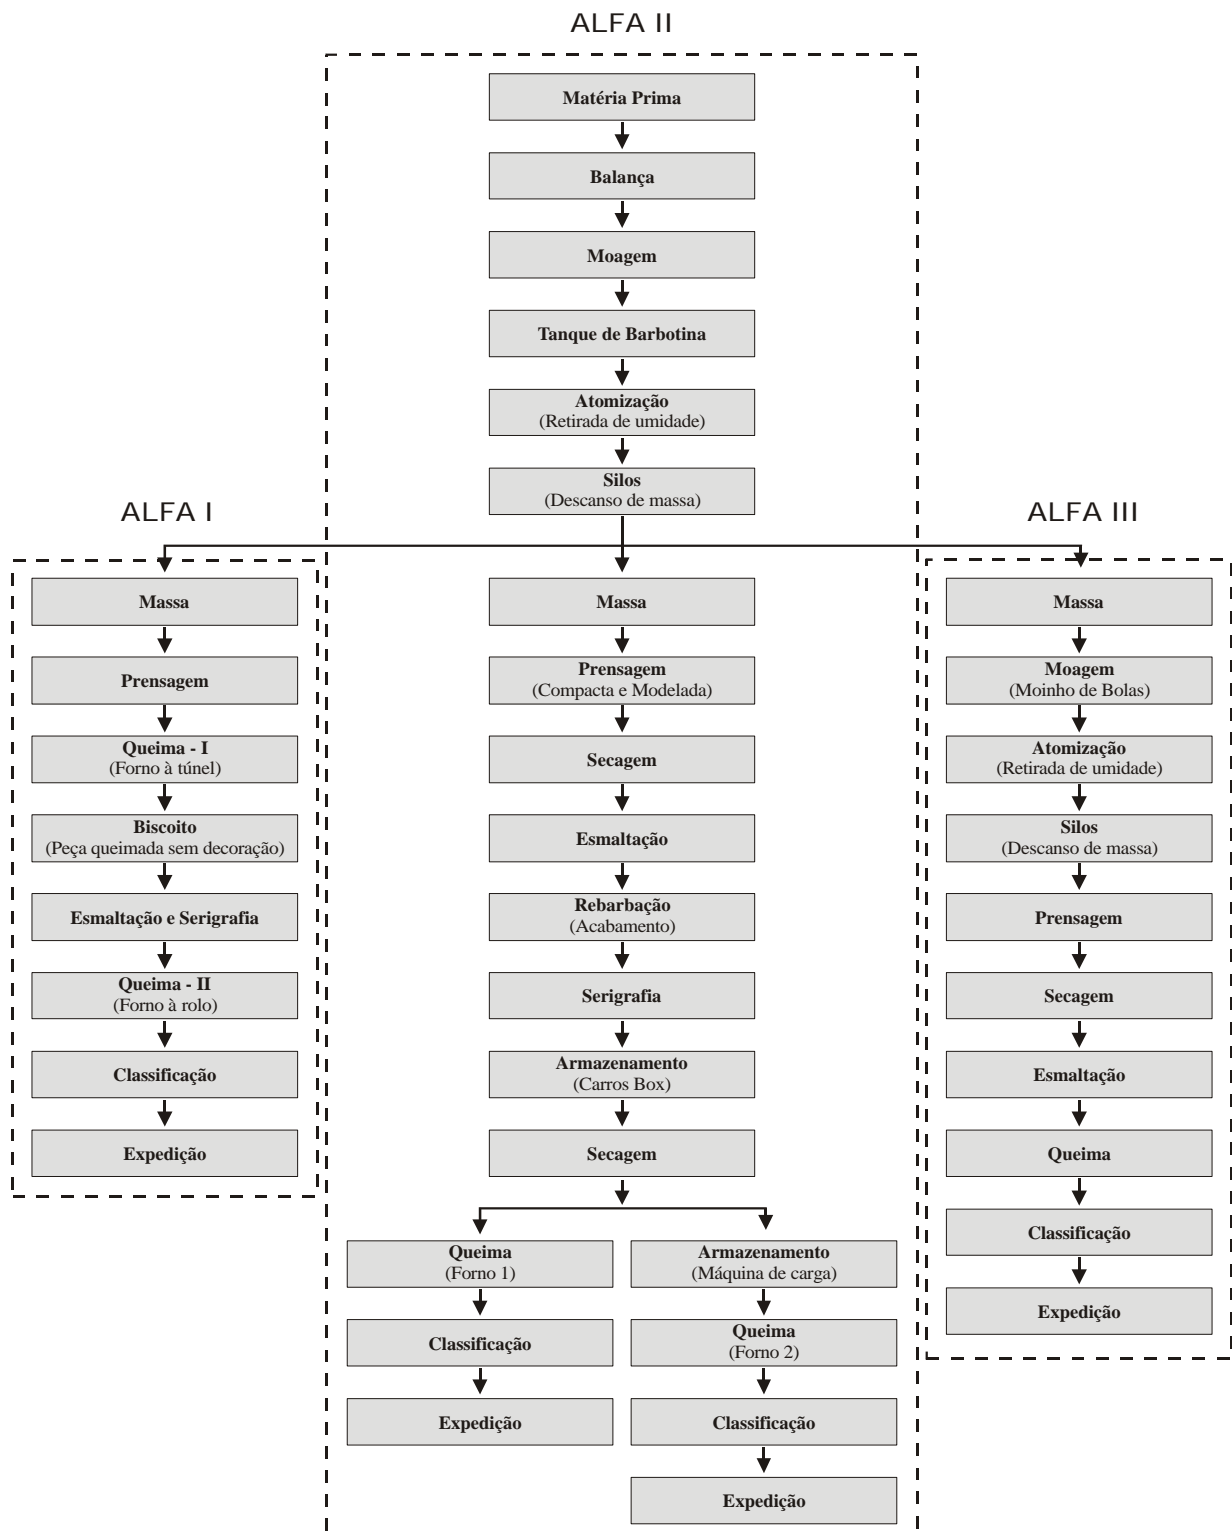 ALFA II
Matéria Prima
Balança
Moagem
Tanque de Barbotina
Atomização
(Retirada de umidade)
Silos
(Descanso de massa)
ALFA I
Massa
Prensagem
Queima - I
(Forno à túnel)
Biscoito
(Peça queimada sem decoração)
Esmaltação e Serigrafia
Queima - II
(Forno à rolo)
Classificação
Expedição
Massa
Prensagem
(Compacta e Modelada)
Secagem
Esmaltação
Rebarbação
(Acabamento)
Serigrafia
Armazenamento
(Carros Box)
Secagem
Queima
(Forno 1)
Classificação
Expedição
Armazenamento
(Máquina de carga)
Queima
(Forno 2)
Classificação
Expedição
ALFA III
Massa
Moagem
(Moinho de Bolas)
Atomização
(Retirada de umidade)
Silos
(Descanso de massa)
Prensagem
Secagem
Esmaltação
Queima
Classificação
Expedição